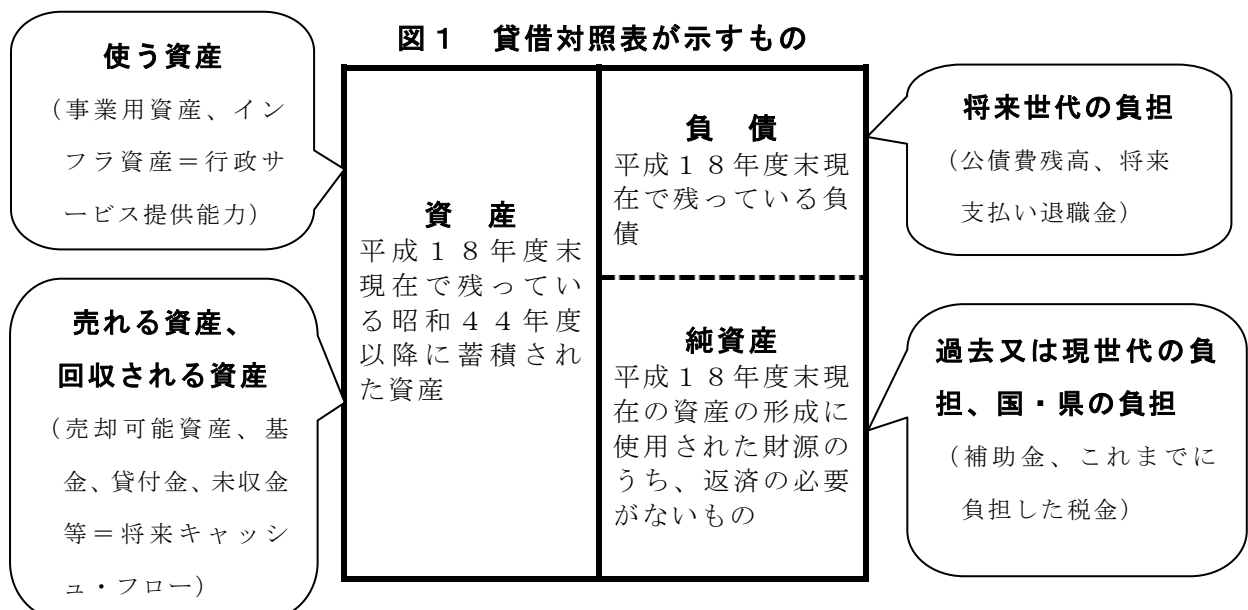 図１　貸借対照表が示すもの
使う資産
（事業用資産、イン
フラ資産＝行政サ
ービス提供能力）
売れる資産、
回収される資産
（売却可能資産、基
金、貸付金、未収金
等＝将来キャッシ
ュ・フロー）
資　産
平成１８年度末
現在で残ってい
る昭和４４年度
以降に蓄積され
た資産
負　債
平成１８年度末現
在で残っている負
債
純資産
平成１８年度末現
在の資産の形成に
使用された財源の
うち、返済の必要
がないもの
将来世代の負担
（公債費残高、将来
支払い退職金）
過去又は現世代の負
担、国・県の負担
（補助金、これまでに
負担した税金）